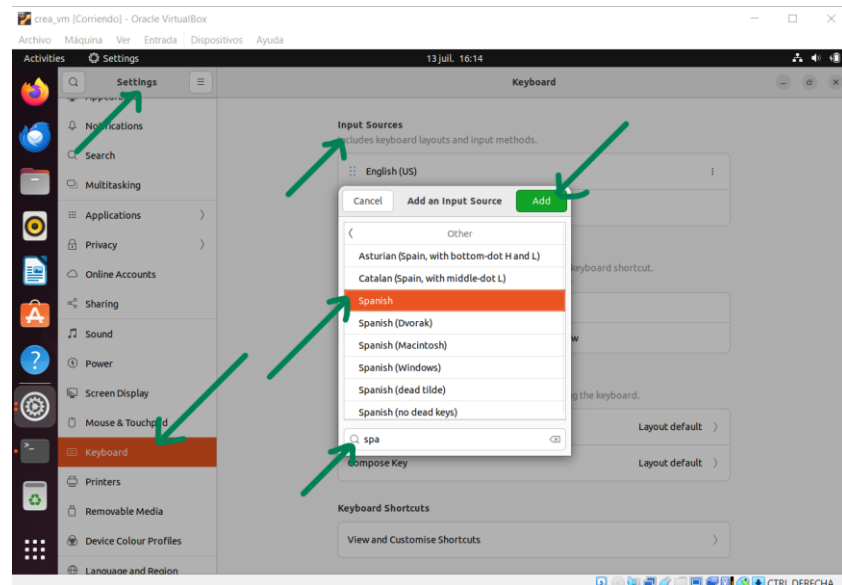 crea_vm [Corriendo] - Oracle VirtualBox
Archivo Máquina Ver Entrada Dispositivos Ayuda
Activities Settings 13 juil. 16:14
Settings Keyboard
Notifications
Search
Multitasking
Applications
Privacy
Online Accounts
Sharing
Sound
Power
Screen Display
Mouse & Touchpad
Keyboard
Printers
Removable Media
Device Colour Profiles
Language and Region
Input Sources
Includes keyboard layouts and input methods.
English (US)
Cancel Add an Input Source Add
Other
Asturian (Spain, with bottom-dot H and L)
Catalan (Spain, with middle-dot L)
Spanish
Spanish (Dvorak)
Spanish (Macintosh)
Spanish (Windows)
Spanish (dead tilde)
Spanish (no dead keys)
spa
keyboard shortcut.
the keyboard.
Layout default
Compose Key Layout default
Keyboard Shortcuts
View and Customise Shortcuts
CTRL DERECHA